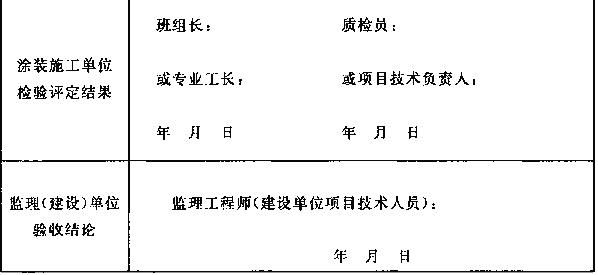 涂装施工单位
检验评定结果
班组长： 质检员：
或专业工长： 或项目技术负责人：
年 月 日 年 月 日
监理(建设)单位
验收结论
监理工程师(建设单位项目技术人员)：
年 月 日